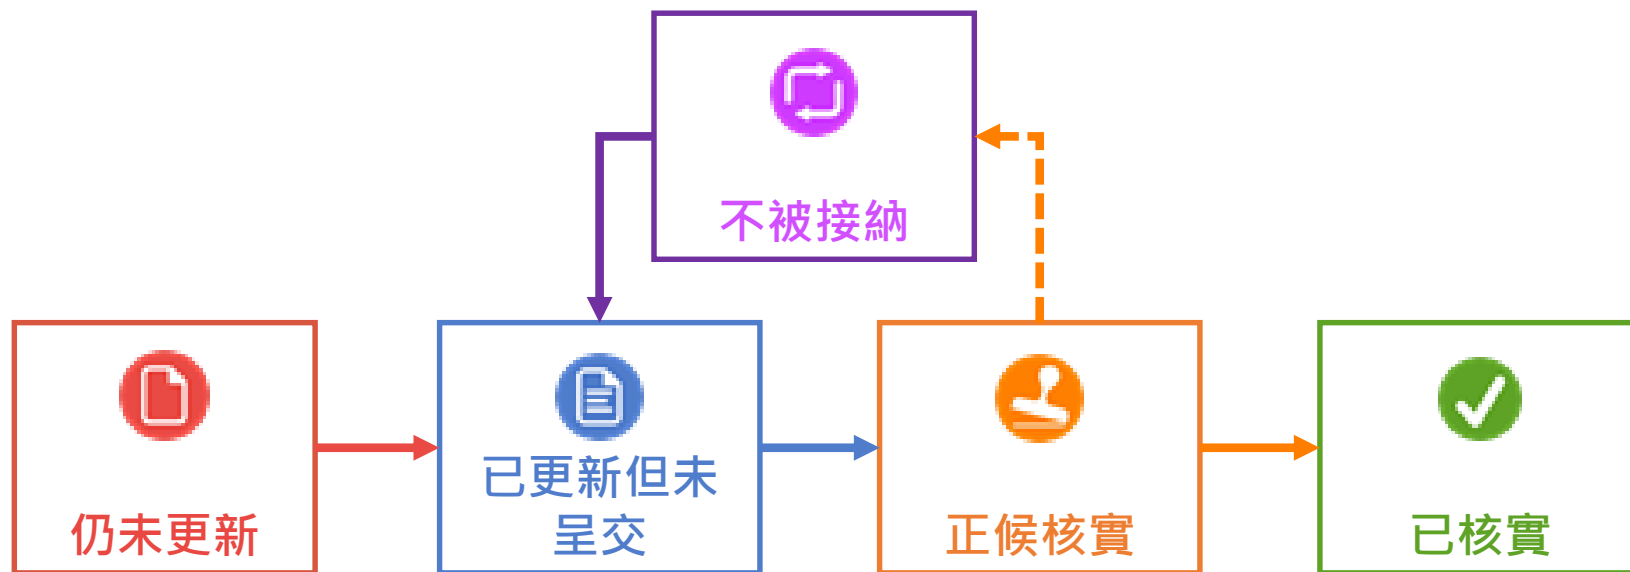 不被接納
仍未更新
已更新但未
呈交
正候核實
已核實